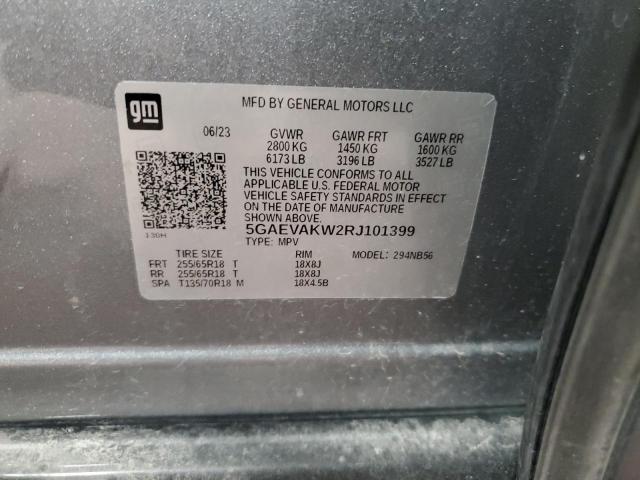 gm
MFD BY GENERAL MOTORS LLC
06/23 GVWR GAWR FRT GAWR RR
2800 KG 1450 KG 1600 KG
6173 LB 3196 LB 3527 LB
THIS VEHICLE CONFORMS TO ALL
APPLICABLE U.S. FEDERAL MOTOR
VEHICLE SAFETY STANDARDS IN EFFECT
ON THE DATE OF MANUFACTURE
SHOWN ABOVE.
5GAEVAKW2RJ101399
130H TYPE: MPV
TIRE SIZE RIM MODEL: 294NB56
FRT 255/65R18 T 18X8J
RR 255/65R18 T 18X8J
SPA T135/70R18 M 18X4.5B